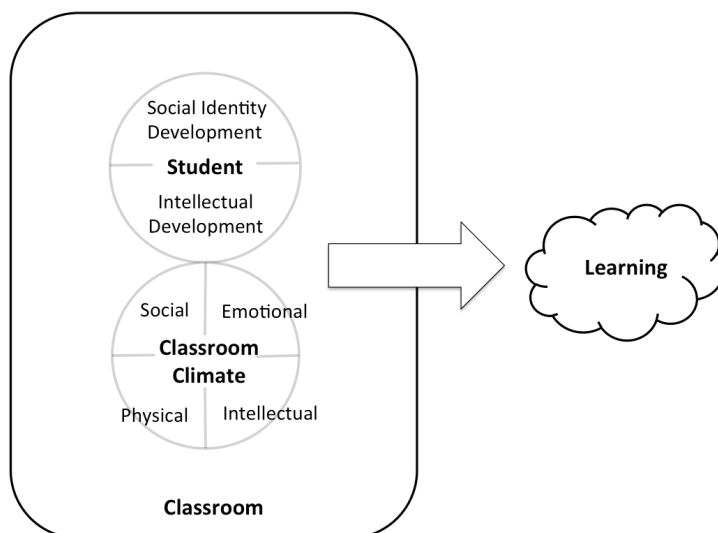 Social Identity
Development
Student
Intellectual
Development
Social
Emotional
Classroom
Climate
Physical
Intellectual
Classroom
Learning